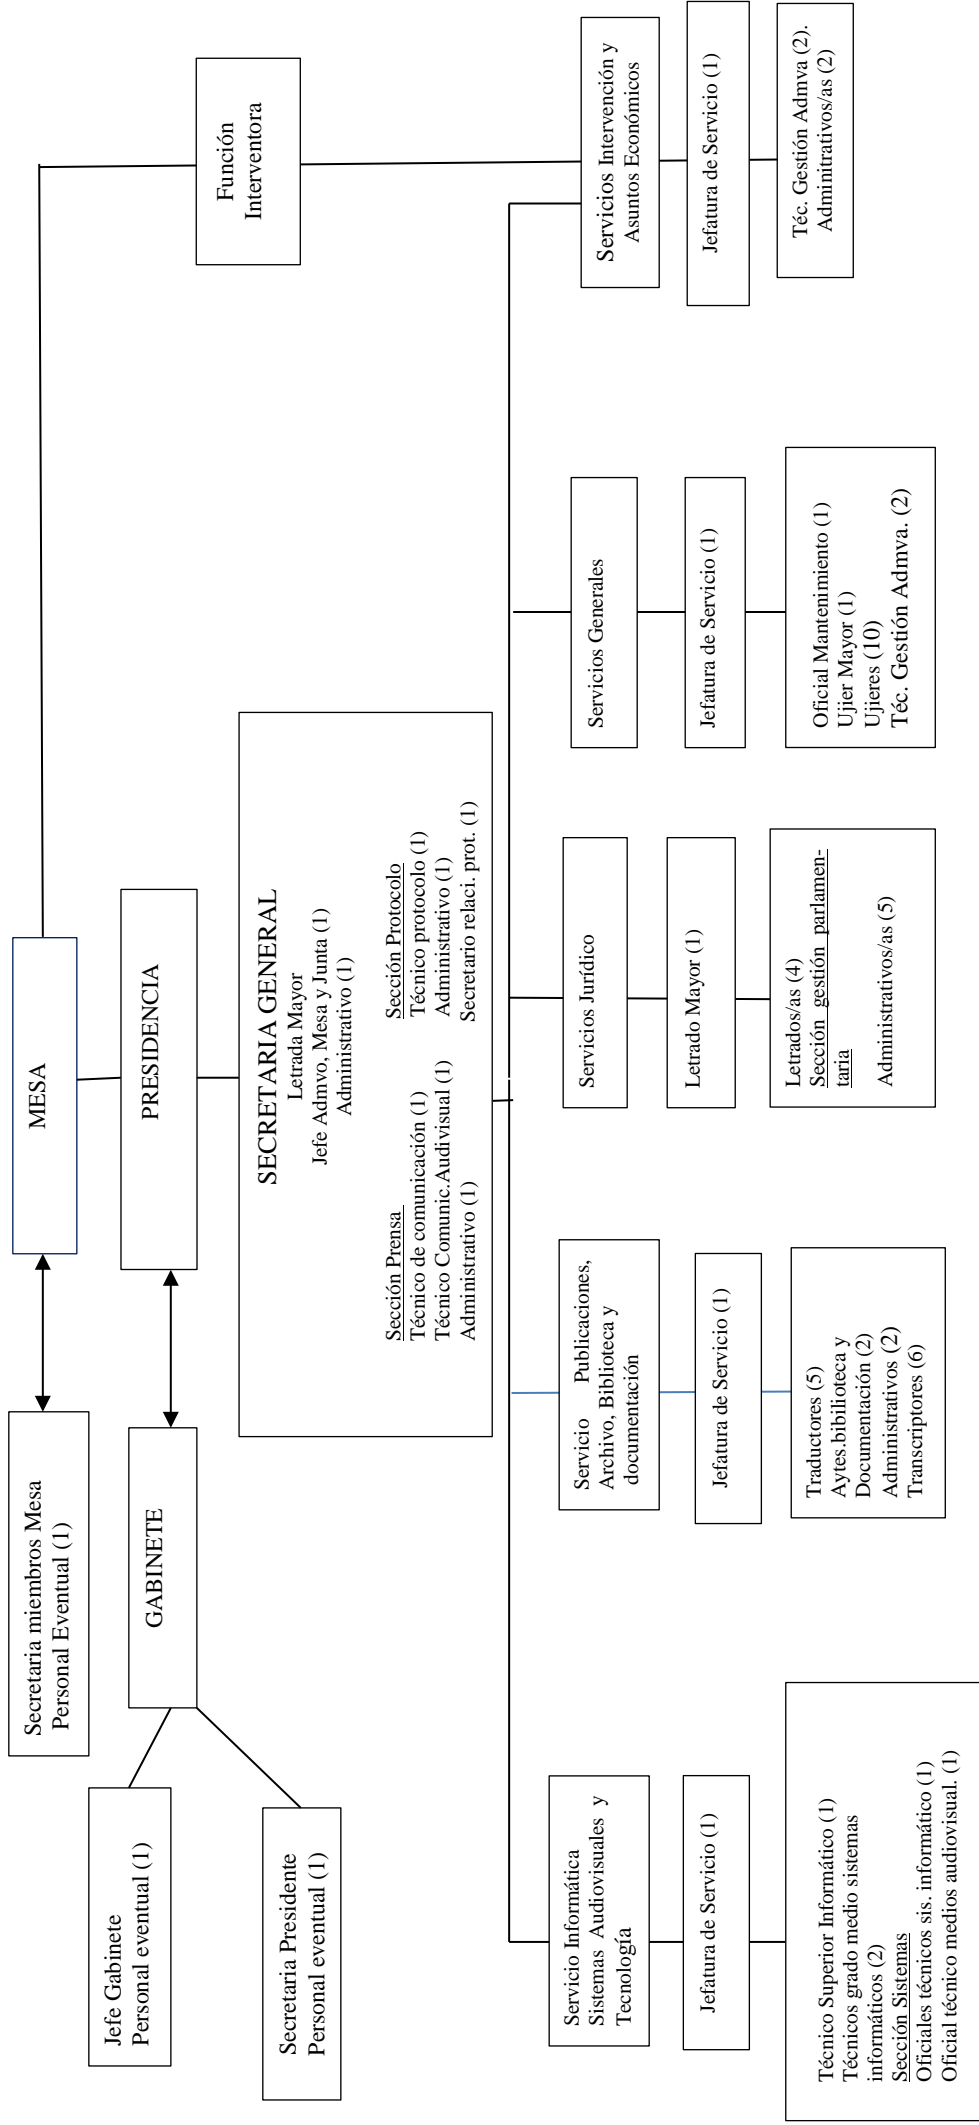 MESA
Secretaria miembros Mesa
Personal Eventual (1)
PRESIDENCIA
GABINETE
Jefe Gabinete
Personal eventual (1)
Secretaria Presidente
Personal eventual (1)
Función
Interventora
SECRETARIA GENERAL
Letrada Mayor
Jefe Admvo, Mesa y Junta (1)
Administrativo (1)
Sección Prensa
Técnico de comunicación (1)
Técnico Comunic.Audivisual (1)
Administrativo (1)
Sección Protocolo
Técnico protocolo (1)
Administrativo (1)
Secretario relaci. prot. (1)
Servicio Informática
Sistemas Audiovisuales y
Tecnología
Jefatura de Servicio (1)
Técnico Superior Informático (1)
Técnicos grado medio sistemas
informáticos (2)
Sección Sistemas
Oficiales técnicos sis. informático (1)
Oficial técnico medios audiovisual. (1)
Servicio Publicaciones,
Archivo, Biblioteca y
documentación
Jefatura de Servicio (1)
Traductores (5)
Aytes.bibilioteca y
Documentación (2)
Administrativos (2)
Transcriptores (6)
Servicios Jurídico
Letrado Mayor (1)
Letrados/as (4)
Sección gestión parlamen-
taria
Administrativos/as (5)
Servicios Generales
Jefatura de Servicio (1)
Oficial Mantenimiento (1)
Ujier Mayor (1)
Ujieres (10)
Téc. Gestión Admva. (2)
Servicios Intervención y
Asuntos Económicos
Jefatura de Servicio (1)
Téc. Gestión Admva (2).
Adminitrativos/as (2)